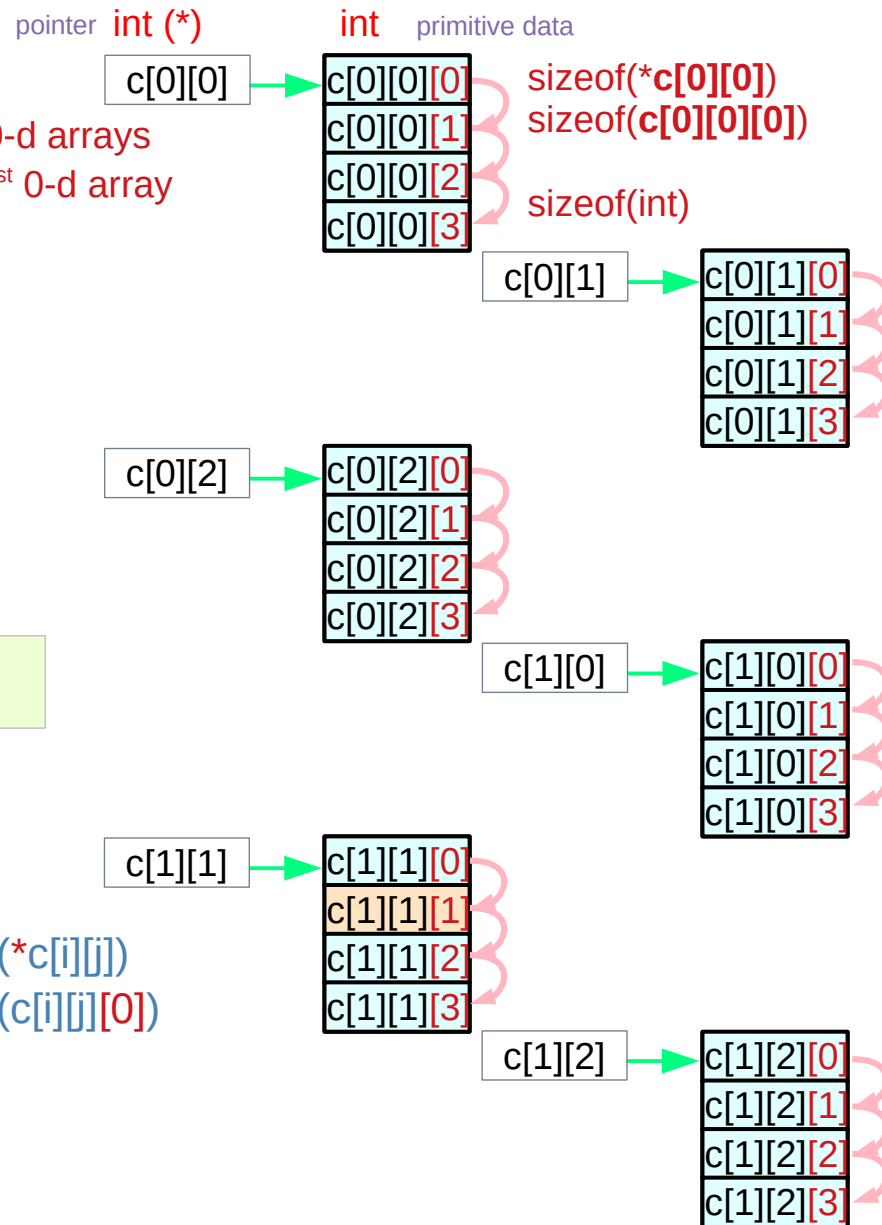 pointer int (*) int primitive data
c[0][0]
c[0][0][0]
c[0][0][1]
c[0][0][2]
c[0][0][3]
sizeof(*c[0][0])
sizeof(c[0][0][0])
sizeof(int)
-d arrays
st 0-d array
c[0][1]
c[0][1][0]
c[0][1][1]
c[0][1][2]
c[0][1][3]
c[0][2]
c[0][2][0]
c[0][2][1]
c[0][2][2]
c[0][2][3]
c[1][0]
c[1][0][0]
c[1][0][1]
c[1][0][2]
c[1][0][3]
c[1][1]
c[1][1][0]
c[1][1][1]
c[1][1][2]
c[1][1][3]
(*c[i][j])
(c[i][j][0])
c[1][2]
c[1][2][0]
c[1][2][1]
c[1][2][2]
c[1][2][3]